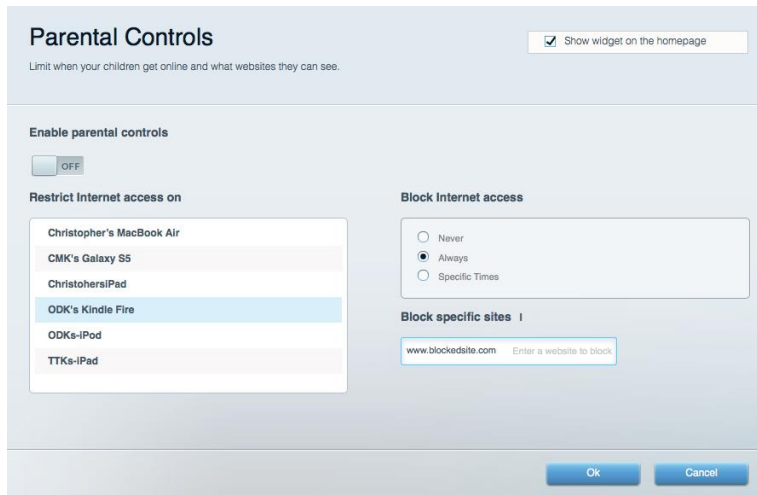 Parental Controls
Show widget on the homepage
Limit when your children get online and what websites they can see.
Enable parental controls
OFF
Restrict Internet access on
Christopher's MacBook Air
CMK's Galaxy S5
ChristohersiPad
ODK's Kindle Fire
ODKs-iPod
TTKs-iPad
Block Internet access
Never
Always
Specific Times
Block specific sites I
www.blockedsite.com Enter a website to block
Ok
Cancel